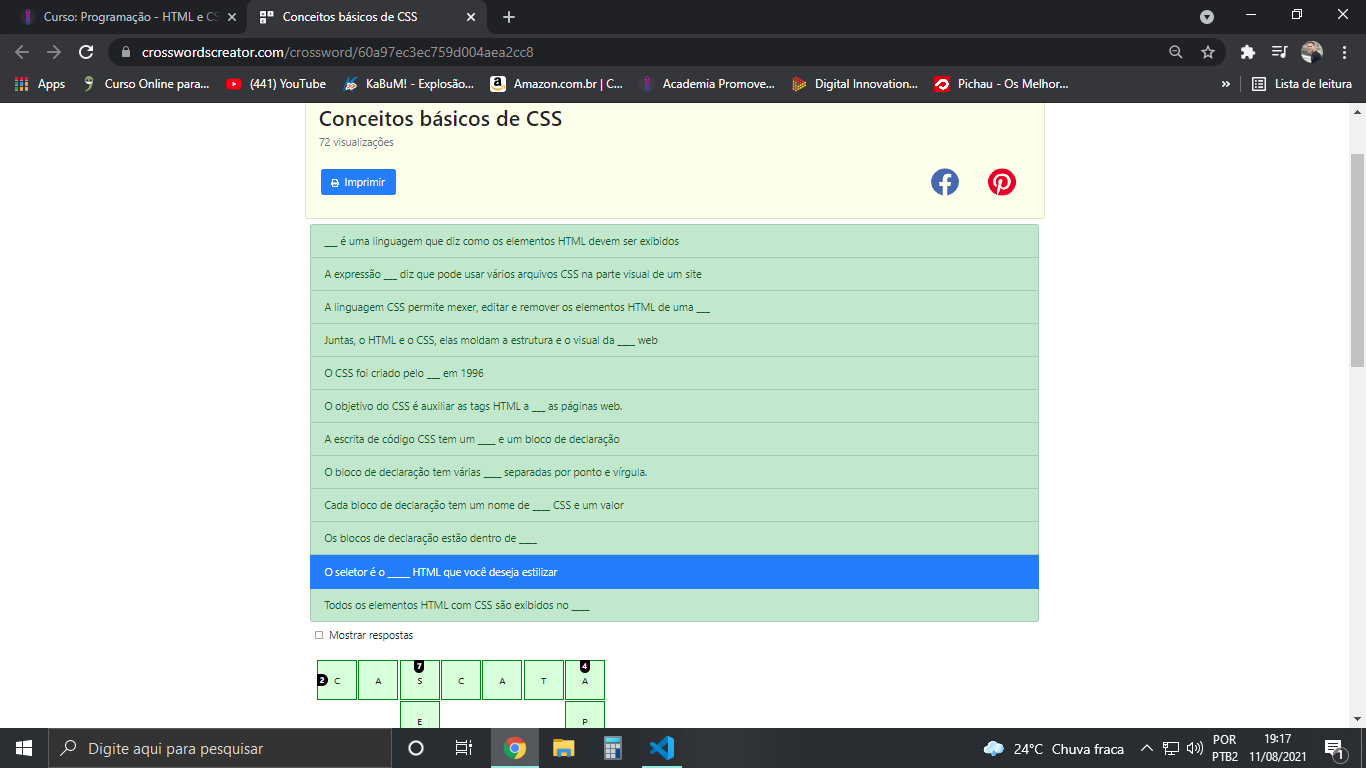 Curso: Programação - HTML e CS
Conceitos básicos de CSS
crosswordscreator.com/crossword/60a97ec3ec759d004aea2cc8
Apps
Curso Online para...
(441) YouTube
KaBuM! - Explosão...
Amazon.com.br | C...
Academia Promove...
Digital Innovation...
Pichau - Os Melhor...
»
Lista de leitura
Conceitos básicos de CSS
72 visualizações
Imprimir
___ é uma linguagem que diz como os elementos HTML devem ser exibidos
A expressão ___ diz que pode usar vários arquivos CSS na parte visual de um site
A linguagem CSS permite mexer, editar e remover os elementos HTML de uma ___
Juntas, o HTML e o CSS, elas moldam a estrutura e o visual da ____ web
O CSS foi criado pelo ___ em 1996
O objetivo do CSS é auxiliar as tags HTML a ___ as páginas web.
A escrita de código CSS tem um ____ e um bloco de declaração
O bloco de declaração tem várias ____ separadas por ponto e vírgula.
Cada bloco de declaração tem um nome de ____ CSS e um valor
Os blocos de declaração estão dentro de ____
O seletor é o _____ HTML que você deseja estilizar
Todos os elementos HTML com CSS são exibidos no ____
Mostrar respostas
7 4
2 C A S C A T A
E P
Digite aqui para pesquisar
24°C Chuva fraca
POR
PTB2
19:17
11/08/2021
1